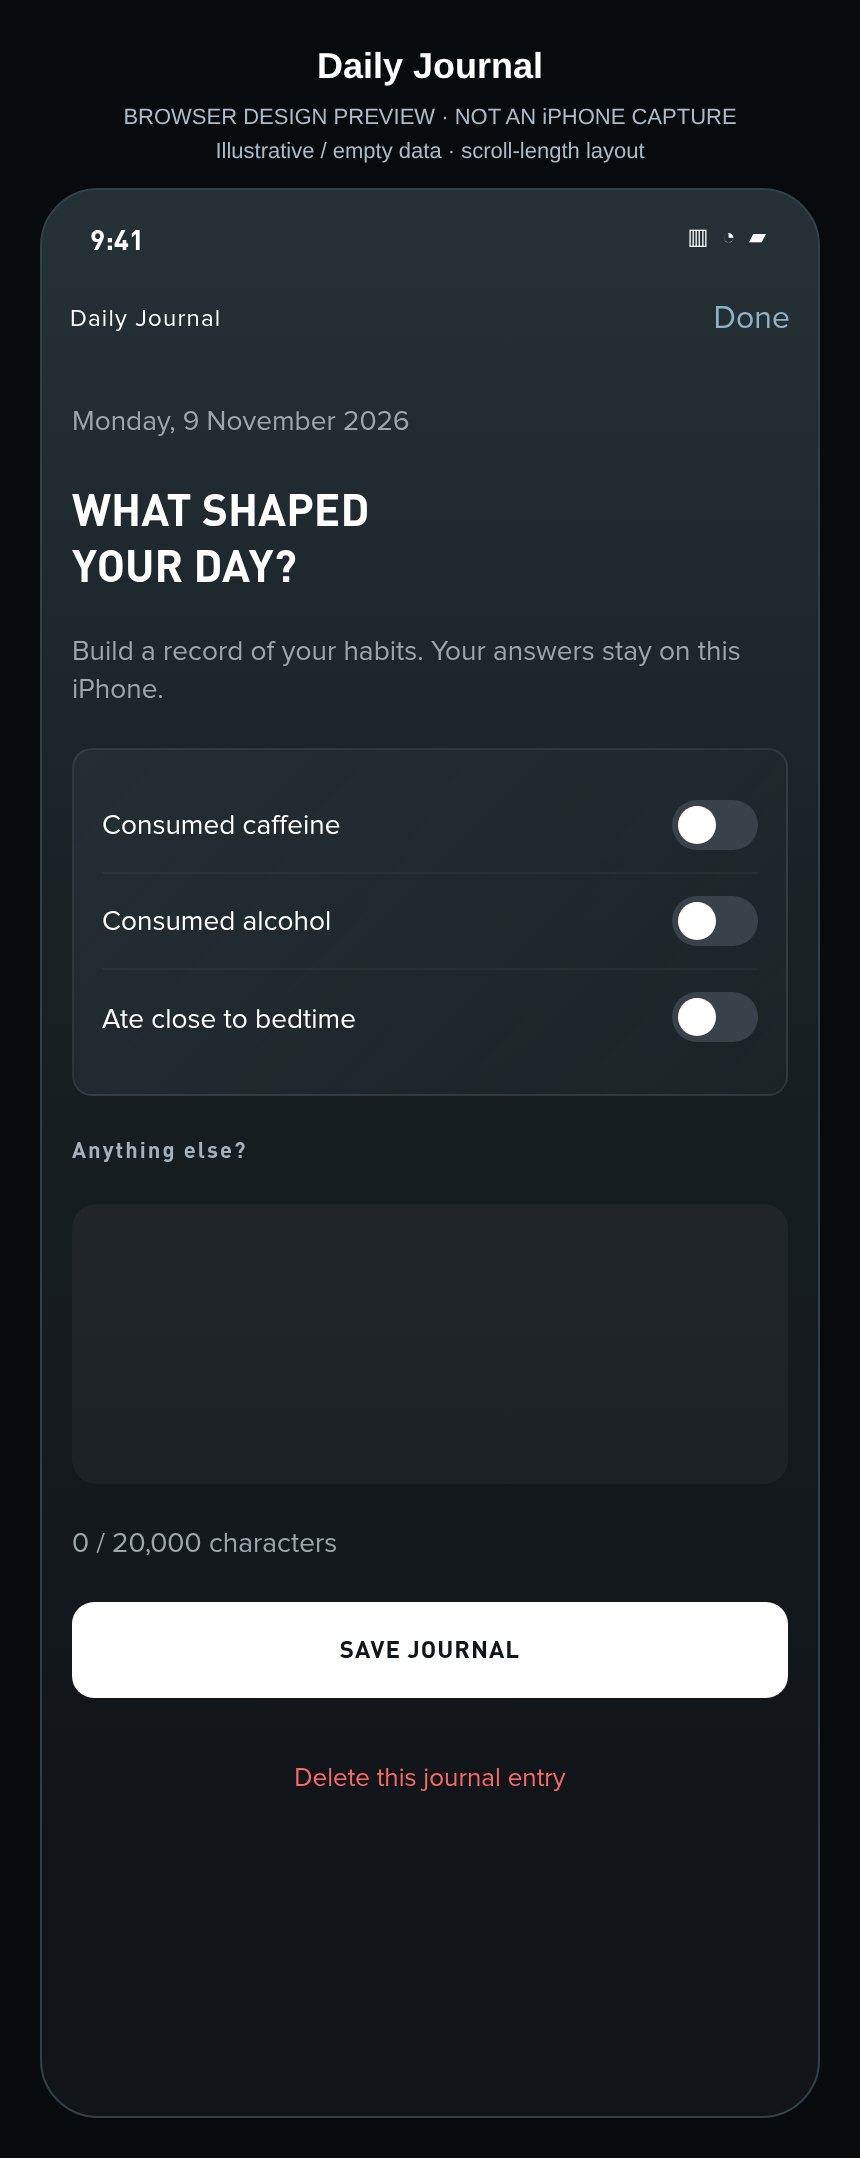 Daily Journal
BROWSER DESIGN PREVIEW · NOT AN iPHONE CAPTURE
Illustrative / empty data · scroll-length layout
9:41
Daily Journal
Done
Monday, 9 November 2026
WHAT SHAPED
YOUR DAY?
Build a record of your habits. Your answers stay on this
iPhone.
Consumed caffeine
Consumed alcohol
Ate close to bedtime
Anything else?
0 / 20,000 characters
SAVE JOURNAL
Delete this journal entry